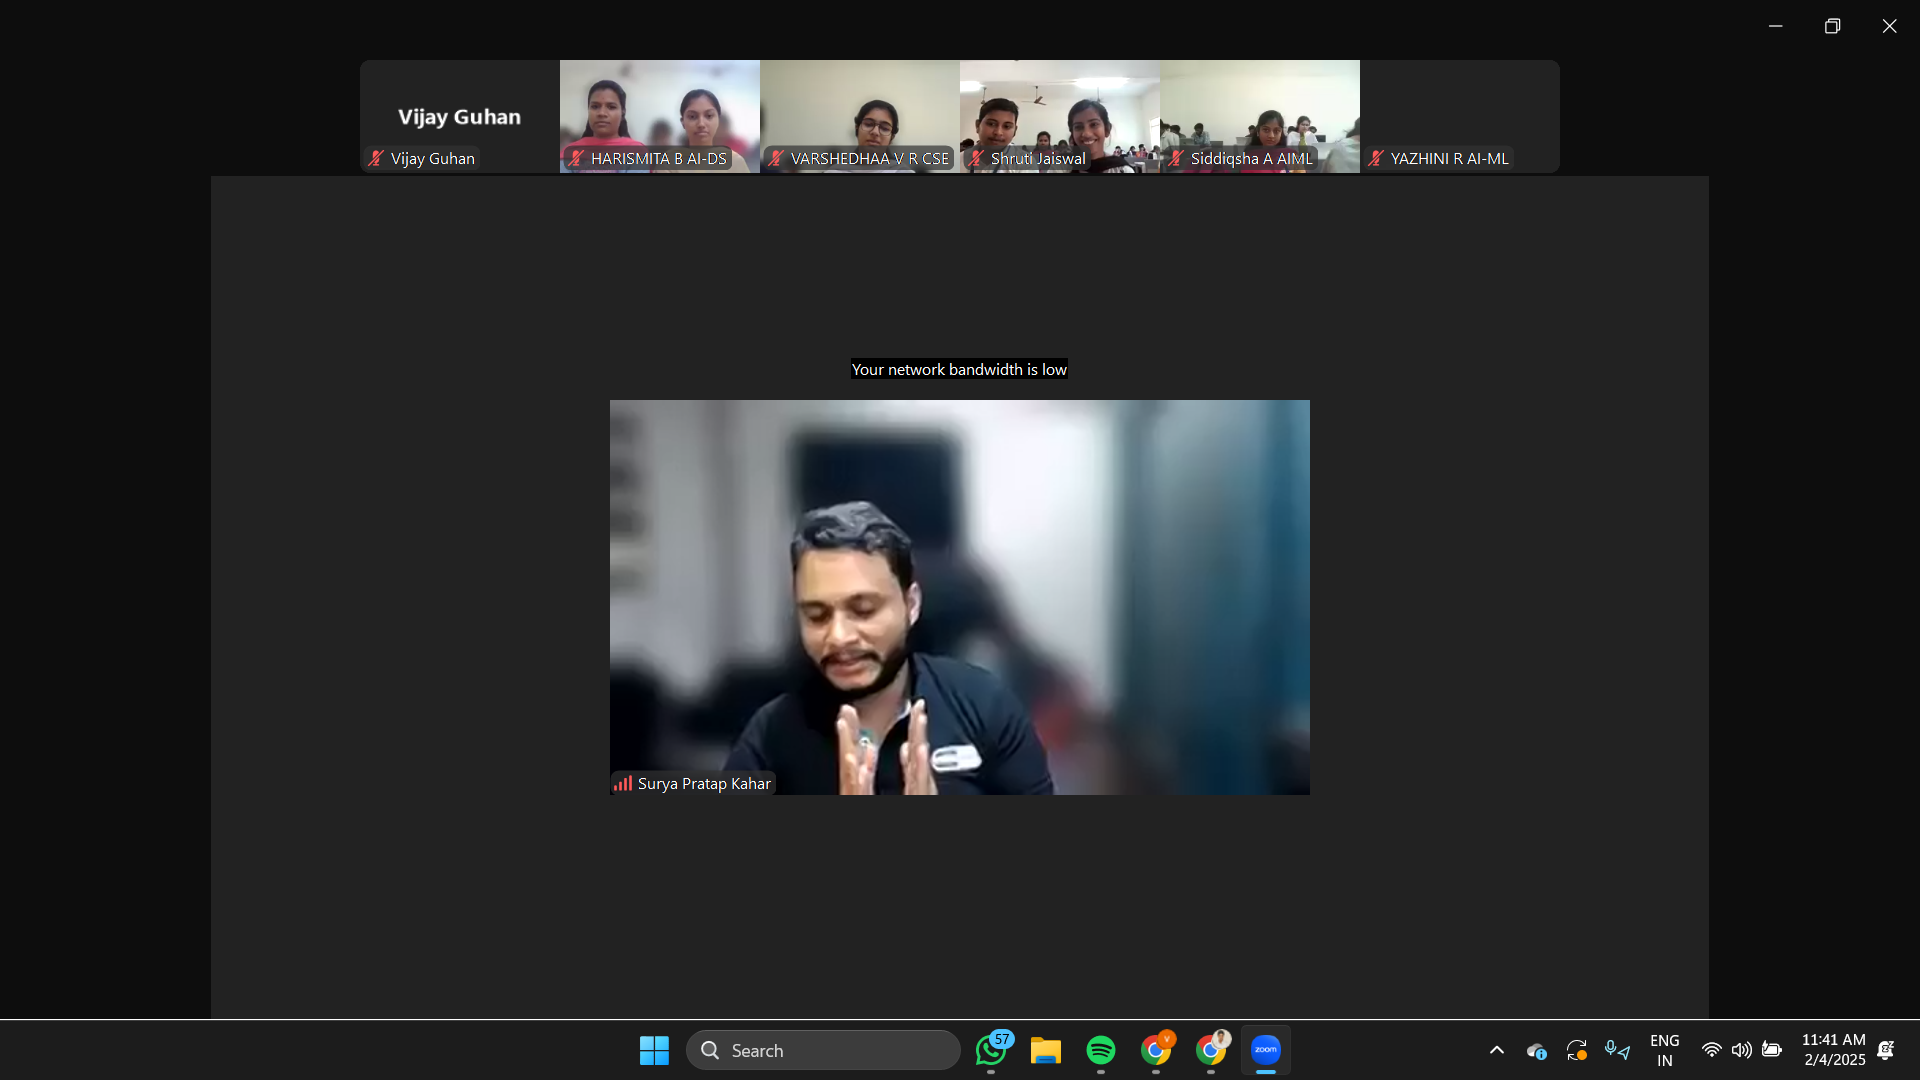 Vijay Guhan
Vijay Guhan
HARISMITA B AI-DS
VARSHEDHAA V R CSE
Shruti Jaiswal
Siddiqsha A AIML
YAZHINI R AI-ML
Your network bandwidth is low
Surya Pratap Kahar
Search
57
V
zoom
ENG
IN
11:41 AM
2/4/2025